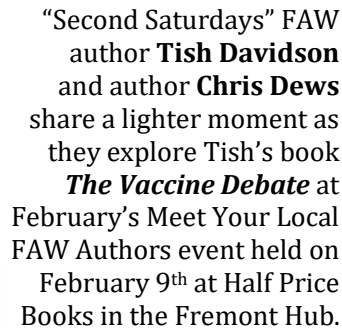 “Second Saturdays” FAW
author Tish Davidson
and author Chris Dews
share a lighter moment as
they explore Tish’s book
The Vaccine Debate at
February’s Meet Your Local
FAW Authors event held on
February 9th at Half Price
Books in the Fremont Hub.